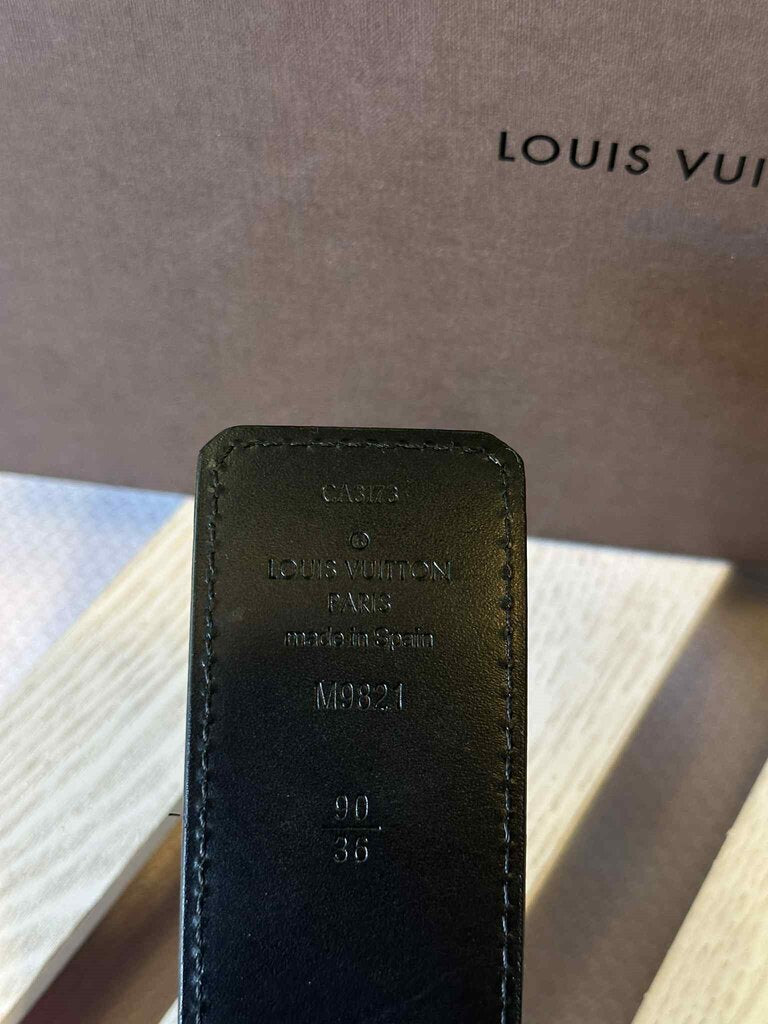 LOUIS VUI
CA3173
LOUIS VUITTON
PARIS
made in Spain
M9821
90
36